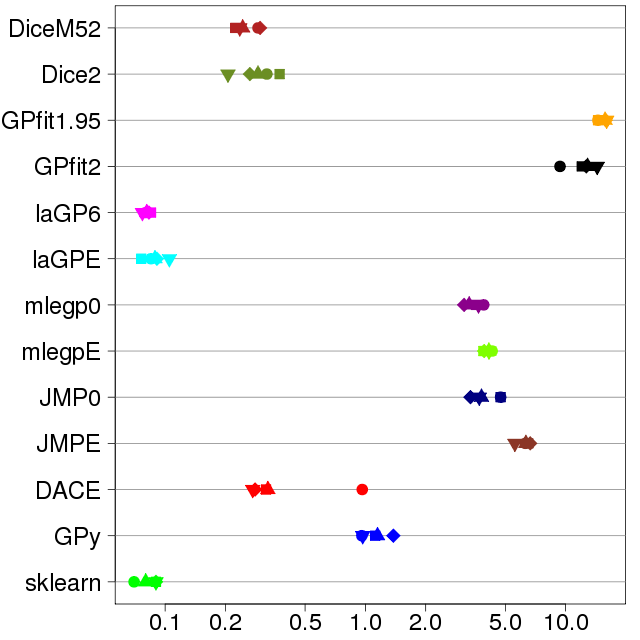 DiceM52
Dice2
GPfit1.95
GPfit2
laGP6
laGPE
mlegp0
mlegpE
JMP0
JMPE
DACE
GPy
sklearn
0.1 0.2 0.5 1.0 2.0 5.0 10.0